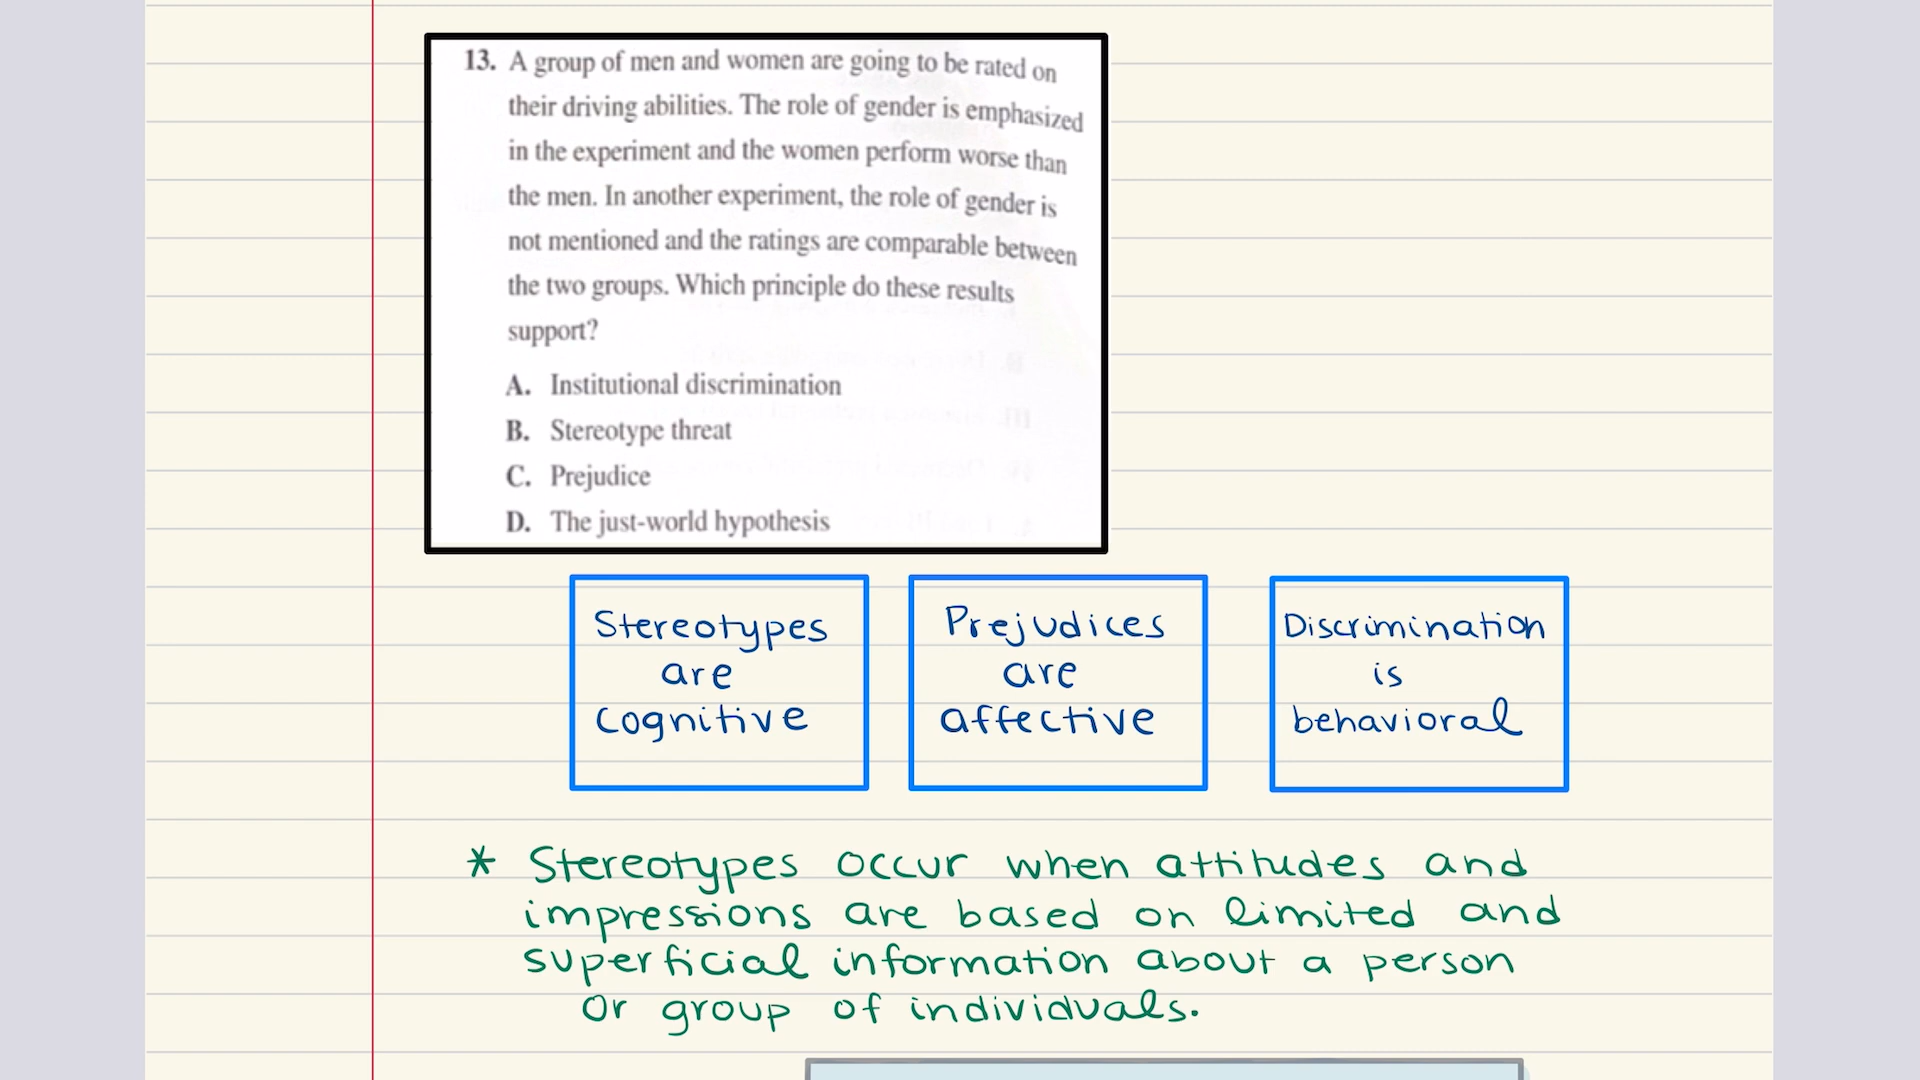 13. A group of men and women are going to be rated on
their driving abilities. The role of gender is emphasized
in the experiment and the women perform worse than
the men. In another experiment, the role of gender is
not mentioned and the ratings are comparable between
the two groups. Which principle do these results
support?
A. Institutional discrimination
B. Stereotype threat
C. Prejudice
D. The just-world hypothesis
Stereotypes
are
cognitive
Prejudices
are
affective
Discrimination
is
behavioral
* Stereotypes occur when attitudes and
impressions are based on limited and
superficial information about a person
or group of individuals.